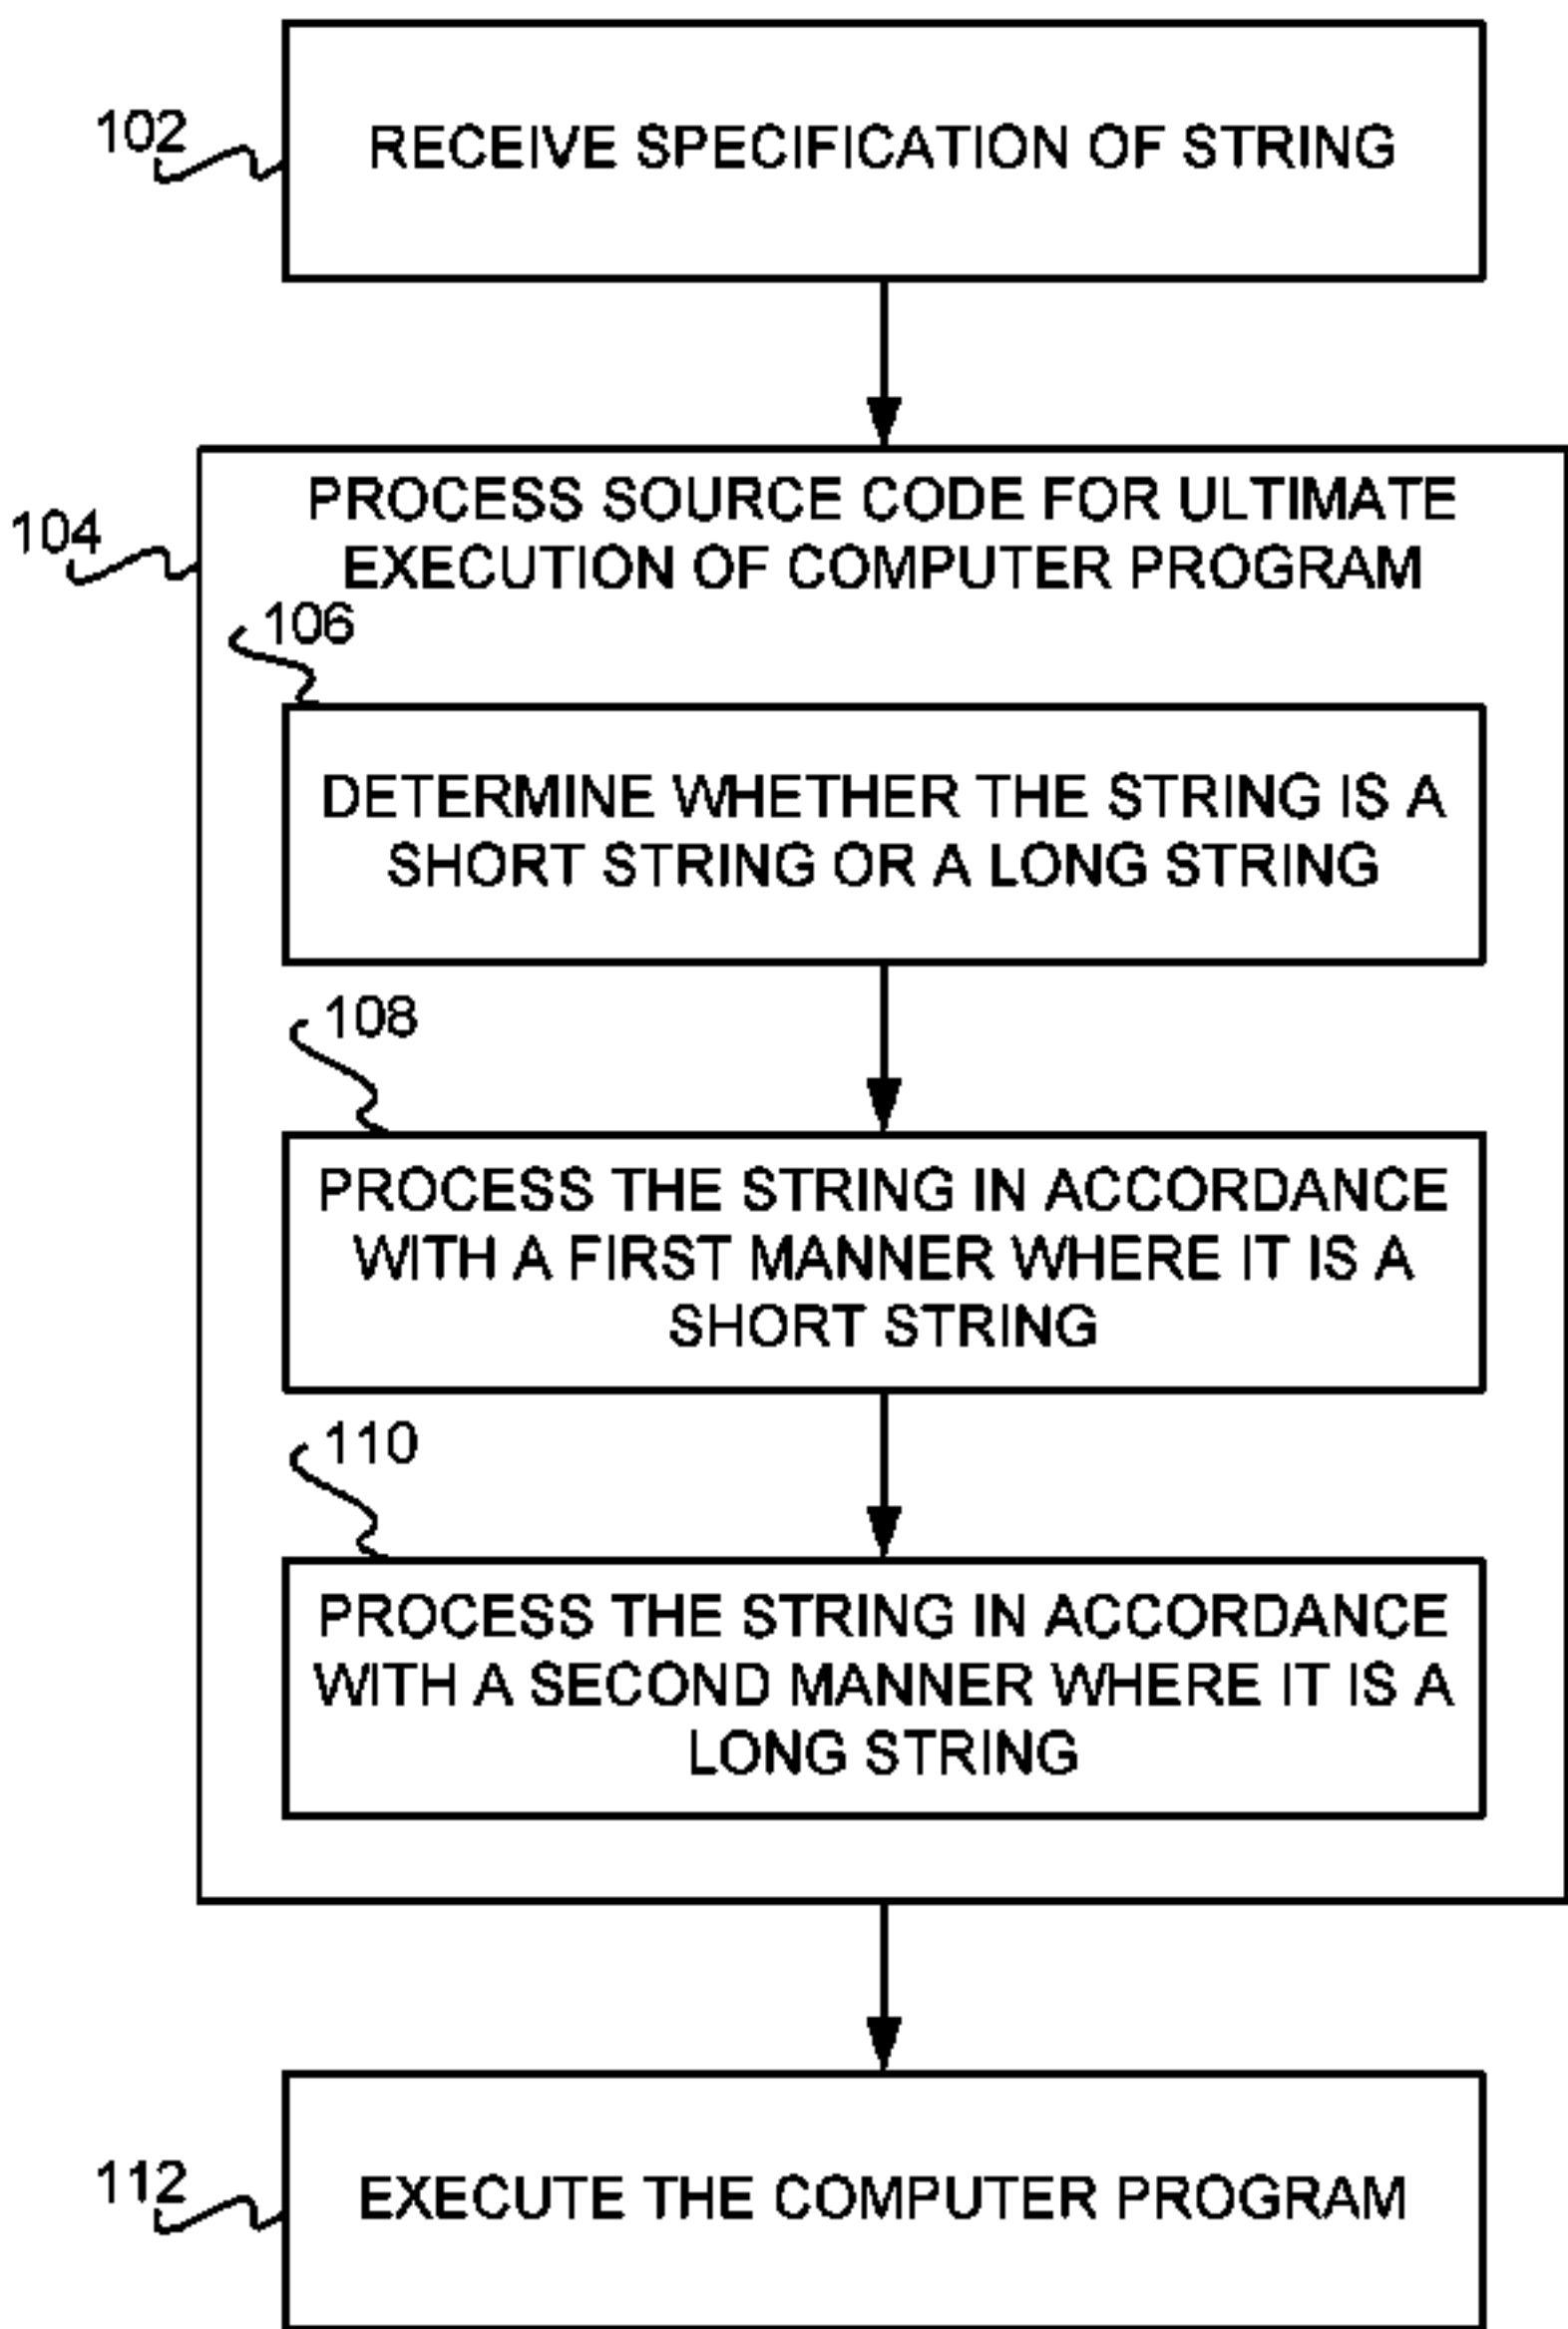 102
RECEIVE SPECIFICATION OF STRING
104
PROCESS SOURCE CODE FOR ULTIMATE
EXECUTION OF COMPUTER PROGRAM
106
DETERMINE WHETHER THE STRING IS A
SHORT STRING OR A LONG STRING
108
PROCESS THE STRING IN ACCORDANCE
WITH A FIRST MANNER WHERE IT IS A
SHORT STRING
110
PROCESS THE STRING IN ACCORDANCE
WITH A SECOND MANNER WHERE IT IS A
LONG STRING
112
EXECUTE THE COMPUTER PROGRAM